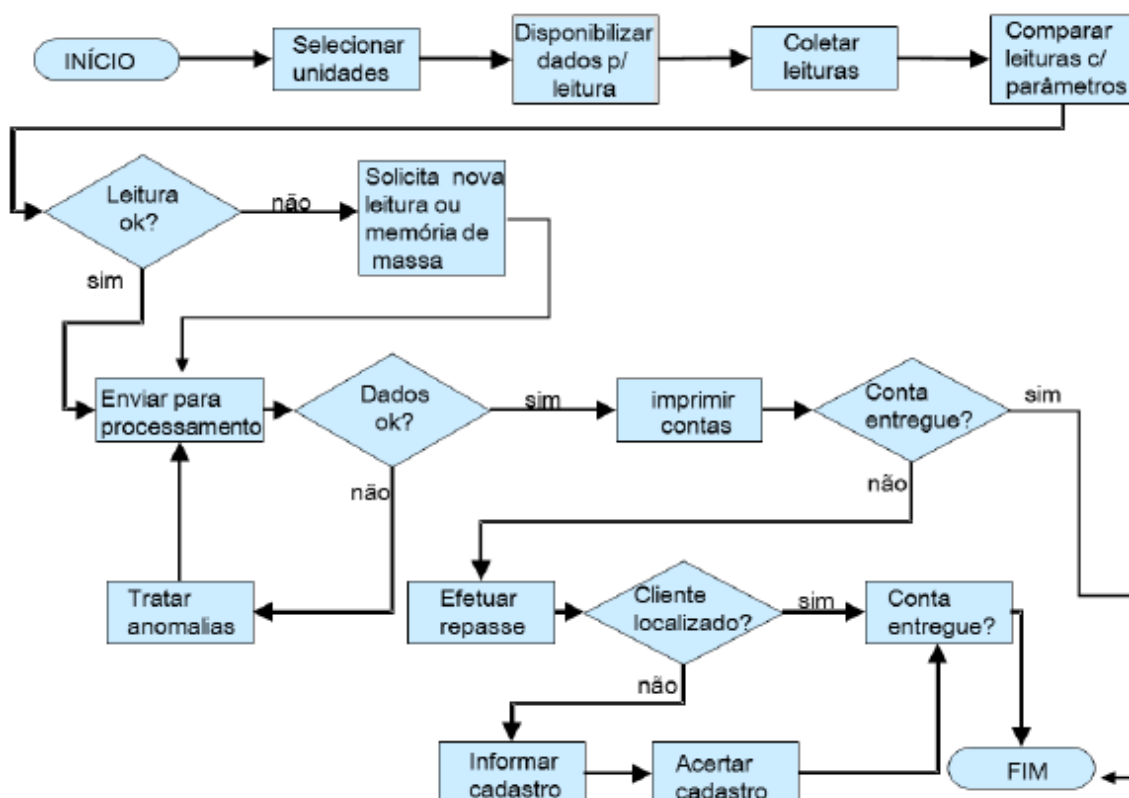 INÍCIO
Selecionar
unidades
Disponibilizar
dados p/
leitura
Coletar
leituras
Comparar
leituras c/
parâmetros
Leitura
ok?
não
Solicita nova
leitura ou
memória de
massa
sim
Enviar para
processamento
Dados
ok?
sim
imprimir
contas
Conta
entregue?
sim
não
não
Tratar
anomalias
Efetuar
repasse
Cliente
localizado?
sim
Conta
entregue?
não
Informar
cadastro
Acertar
cadastro
FIM